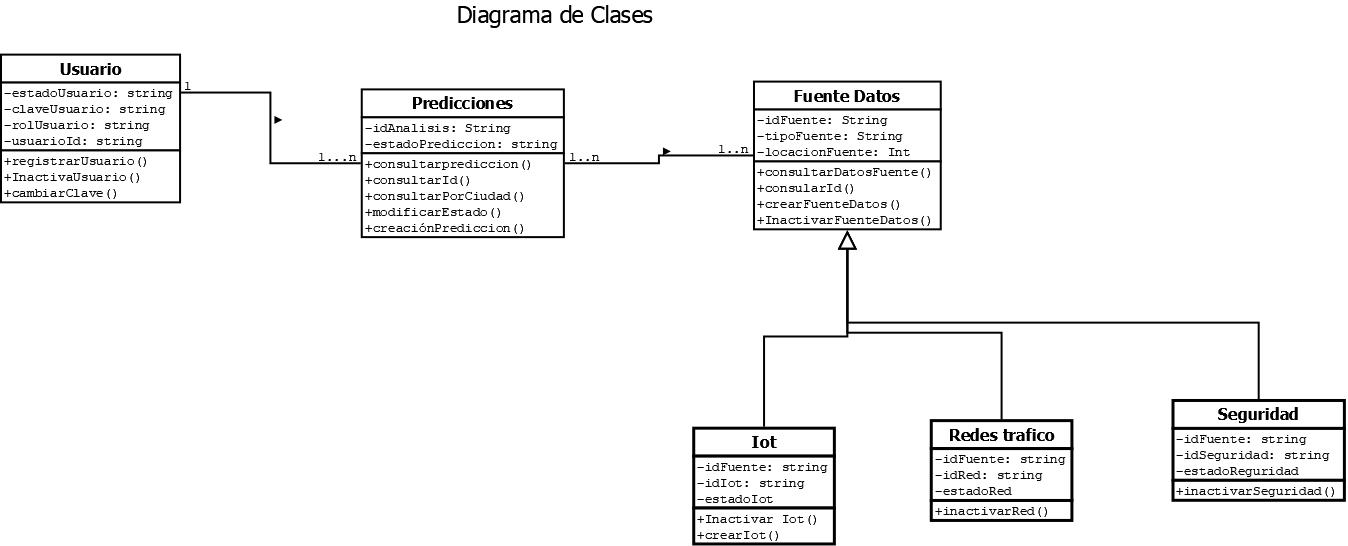 Diagrama de Clases
Usuario
-estadoUsuario: string
-claveUsuario: string
-rolUsuario: string
-usuarioId: string
+registrarUsuario()
+InactivaUsuario()
+cambiarClave()
1
1...n
Predicciones
-idAnalisis: String
-estadoPrediccion: string
+consultarprediccion()
+consultarId()
+consultarPorCiudad()
+modificarEstado()
+creaciónPrediccion()
1...n
1...n
Fuente Datos
-idFuente: String
-tipoFuente: String
-locacionFuente: Int
+consultarDatosFuente()
+consularId()
+crearFuenteDatos()
+InactivarFuenteDatos()
Iot
-idFuente: string
-idIot: string
-estadoIot
+Inactivar Iot()
+crearIot()
Redes trafico
-idFuente: string
-idRed: string
-estadoRed
+inactivarRed()
Seguridad
-idFuente: string
-idSeguridad: string
-estadoReguridad
+inactivarSeguridad()